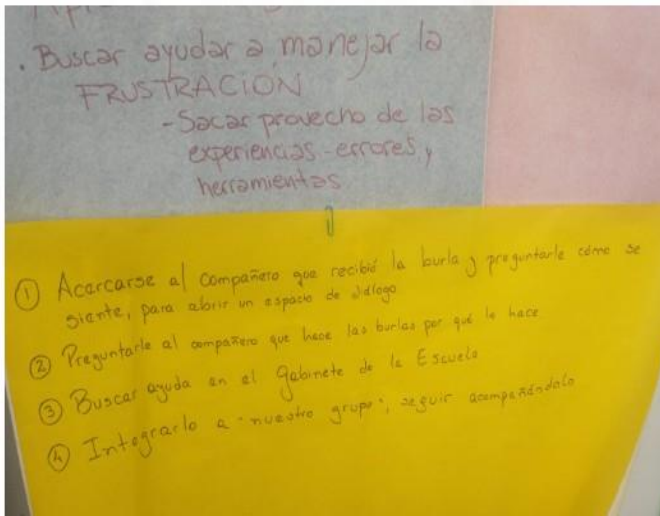 . Buscar ayudar a manejar la
FRUSTRACIÓN
- Sacar provecho de las
experiencias - errores, y
herramientas
① Acercarse al compañero que recibió la burla y preguntarle cómo se
siente, para abrir un espacio de diálogo
② Preguntarle al compañero que hace las burlas por qué lo hace
③ Buscar ayuda en el Gabinete de la Escuela
④ Integrarlo a "nuestro grupo", seguir acompañándolo